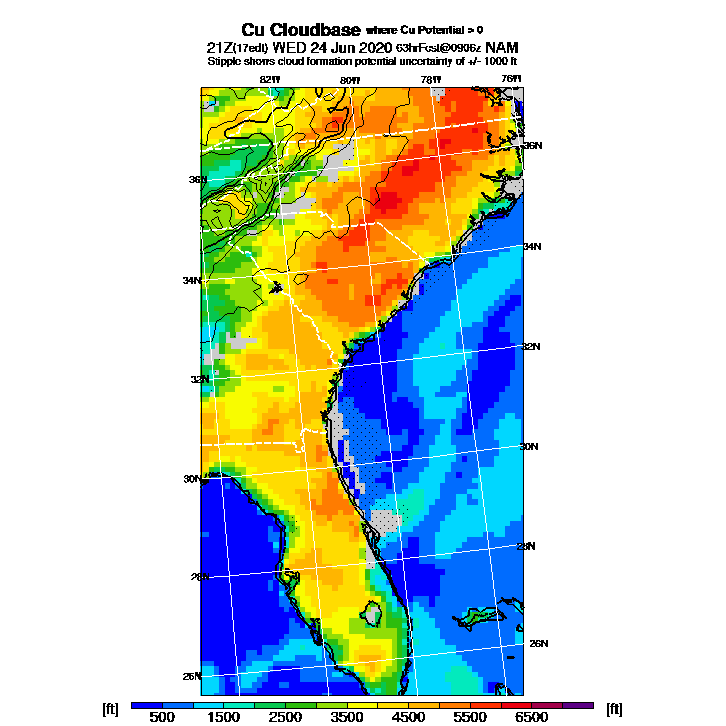 Cu Cloudbase where Cu Potential > 0
21Z(17edt) WED 24 Jun 2020 63hrFcst@0906z NAM
Stipple shows cloud formation potential uncertainty of +/- 1000 ft
82W 80W 78W 76W
36N
36N
34N
34N
32N
32N
30N
30N
28N
28N
26N
26N
[ft] 500 1500 2500 3500 4500 5500 6500 [ft]